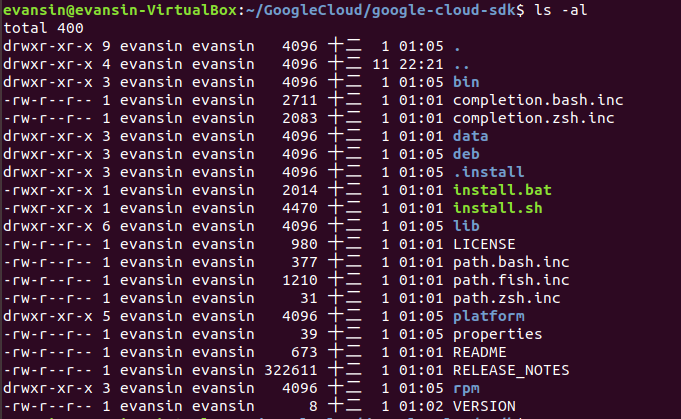 evansin@evansin-VirtualBox:~/GoogleCloud/google-cloud-sdk$ ls -al
total 400
drwxr-xr-x 9 evansin evansin   4096 十二  1 01:05 .
drwxr-xr-x 4 evansin evansin   4096 十二 11 22:21 ..
drwxr-xr-x 3 evansin evansin   4096 十二  1 01:05 bin
-rw-r--r-- 1 evansin evansin   2711 十二  1 01:01 completion.bash.inc
-rw-r--r-- 1 evansin evansin   2083 十二  1 01:01 completion.zsh.inc
drwxr-xr-x 3 evansin evansin   4096 十二  1 01:01 data
drwxr-xr-x 3 evansin evansin   4096 十二  1 01:05 deb
drwxr-xr-x 3 evansin evansin   4096 十二  1 01:05 .install
-rwxr-xr-x 1 evansin evansin   2014 十二  1 01:01 install.bat
-rwxr-xr-x 1 evansin evansin   4470 十二  1 01:01 install.sh
drwxr-xr-x 6 evansin evansin   4096 十二  1 01:05 lib
-rw-r--r-- 1 evansin evansin    980 十二  1 01:01 LICENSE
-rw-r--r-- 1 evansin evansin    377 十二  1 01:01 path.bash.inc
-rw-r--r-- 1 evansin evansin   1210 十二  1 01:01 path.fish.inc
-rw-r--r-- 1 evansin evansin     31 十二  1 01:01 path.zsh.inc
drwxr-xr-x 5 evansin evansin   4096 十二  1 01:05 platform
-rw-r--r-- 1 evansin evansin     39 十二  1 01:05 properties
-rw-r--r-- 1 evansin evansin    673 十二  1 01:01 README
-rw-r--r-- 1 evansin evansin 322611 十二  1 01:01 RELEASE_NOTES
drwxr-xr-x 3 evansin evansin   4096 十二  1 01:05 rpm
-rw-r--r-- 1 evansin evansin      8 十二  1 01:02 VERSION